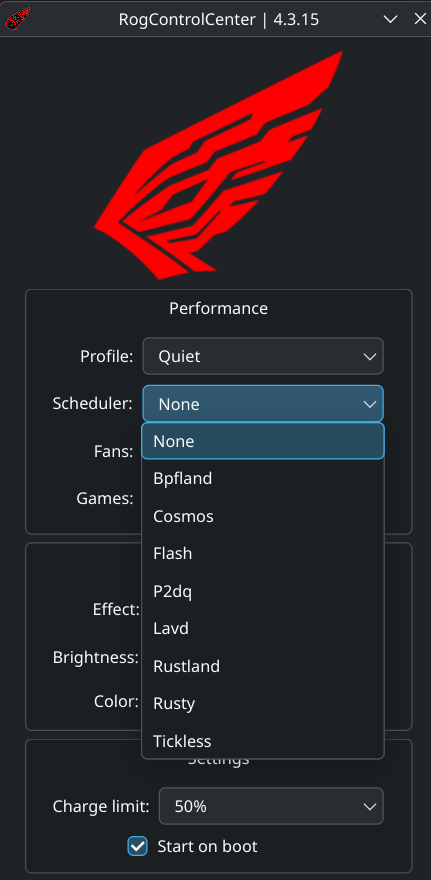 RogControlCenter | 4.3.15
Performance
Profile: Quiet
Scheduler: None
None
Fans:
Bpfland
Games:
Cosmos
Flash
P2dq
Effect:
Lavd
Brightness:
Rustland
Color:
Rusty
Tickless
Settings
Charge limit: 50%
Start on boot